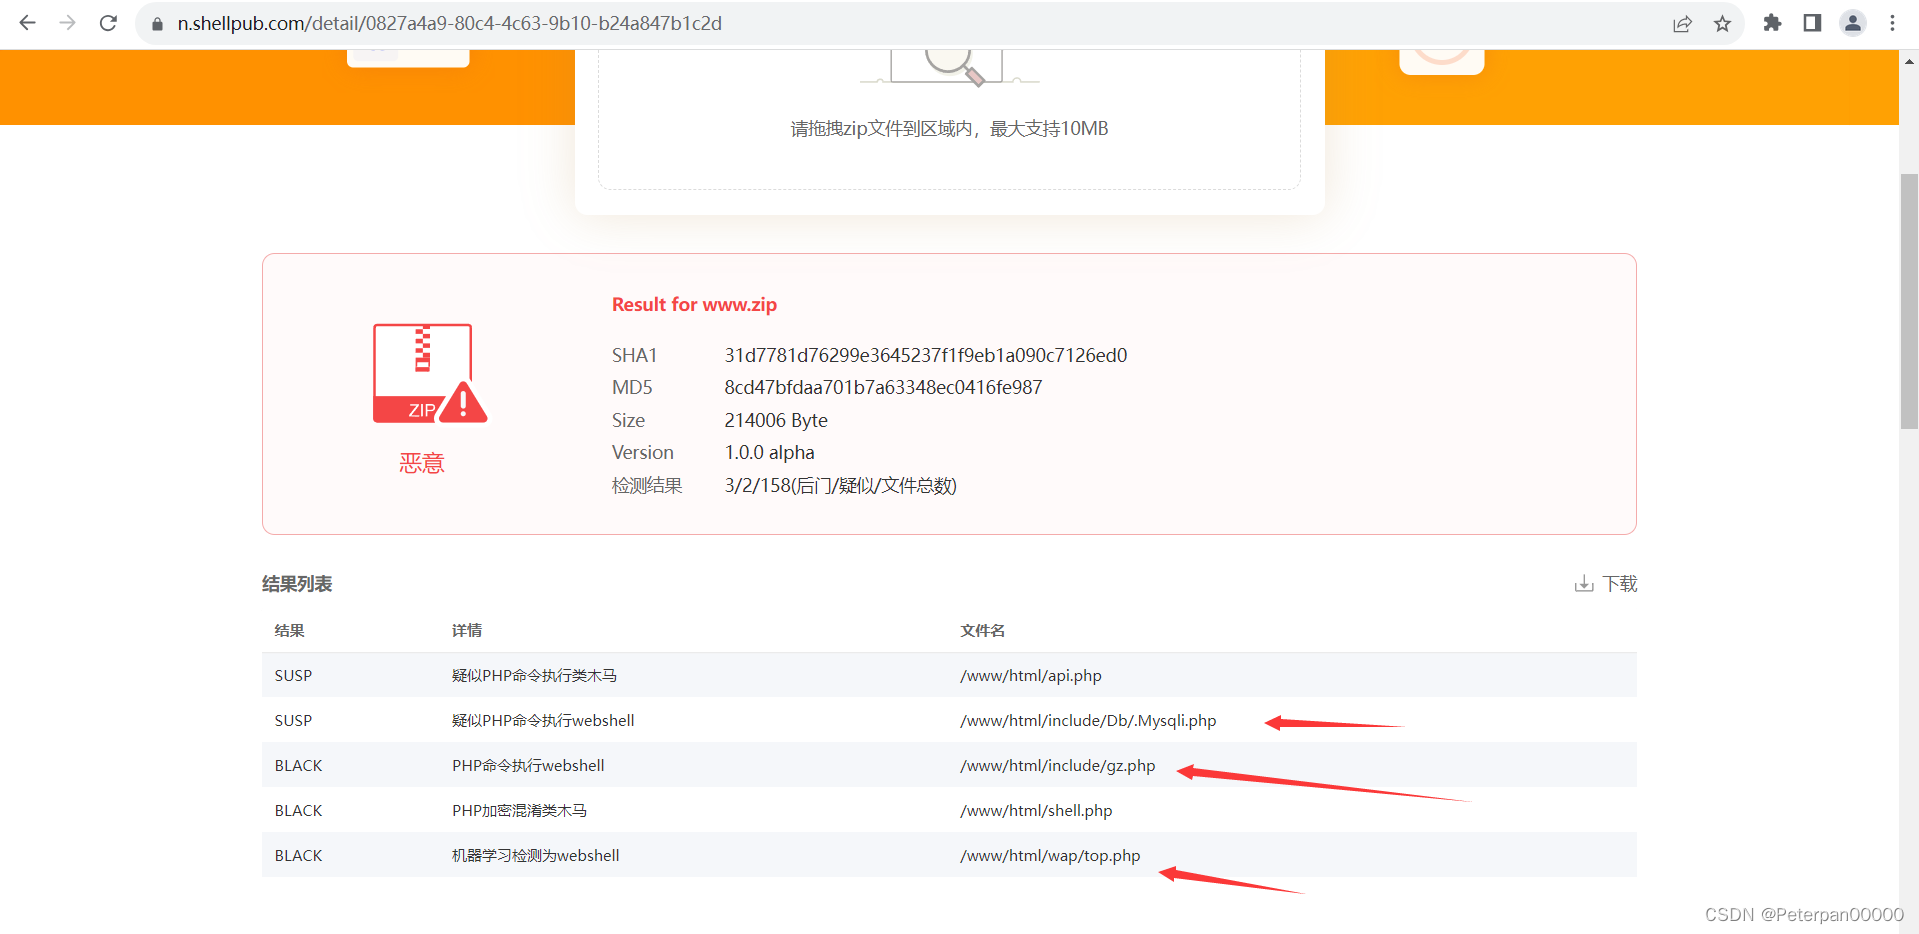 n.shellpub.com/detail/0827a4a9-80c4-4c63-9b10-b24a847b1c2d
请拖拽zip文件到区域内，最大支持10MB
Result for www.zip
SHA1 31d7781d76299e3645237f1f9eb1a090c7126ed0
MD5 8cd47bfdaa701b7a63348ec0416fe987
Size 214006 Byte
Version 1.0.0 alpha
检测结果 3/2/158(后门/疑似/文件总数)
ZIP
恶意
结果列表 下载
结果 详情 文件名
SUSP 疑似PHP命令执行类木马 /www/html/api.php
SUSP 疑似PHP命令执行webshell /www/html/include/Db/.Mysqli.php
BLACK PHP命令执行webshell /www/html/include/gz.php
BLACK PHP加密混淆类木马 /www/html/shell.php
BLACK 机器学习检测为webshell /www/html/wap/top.php
CSDN @Peterpan00000